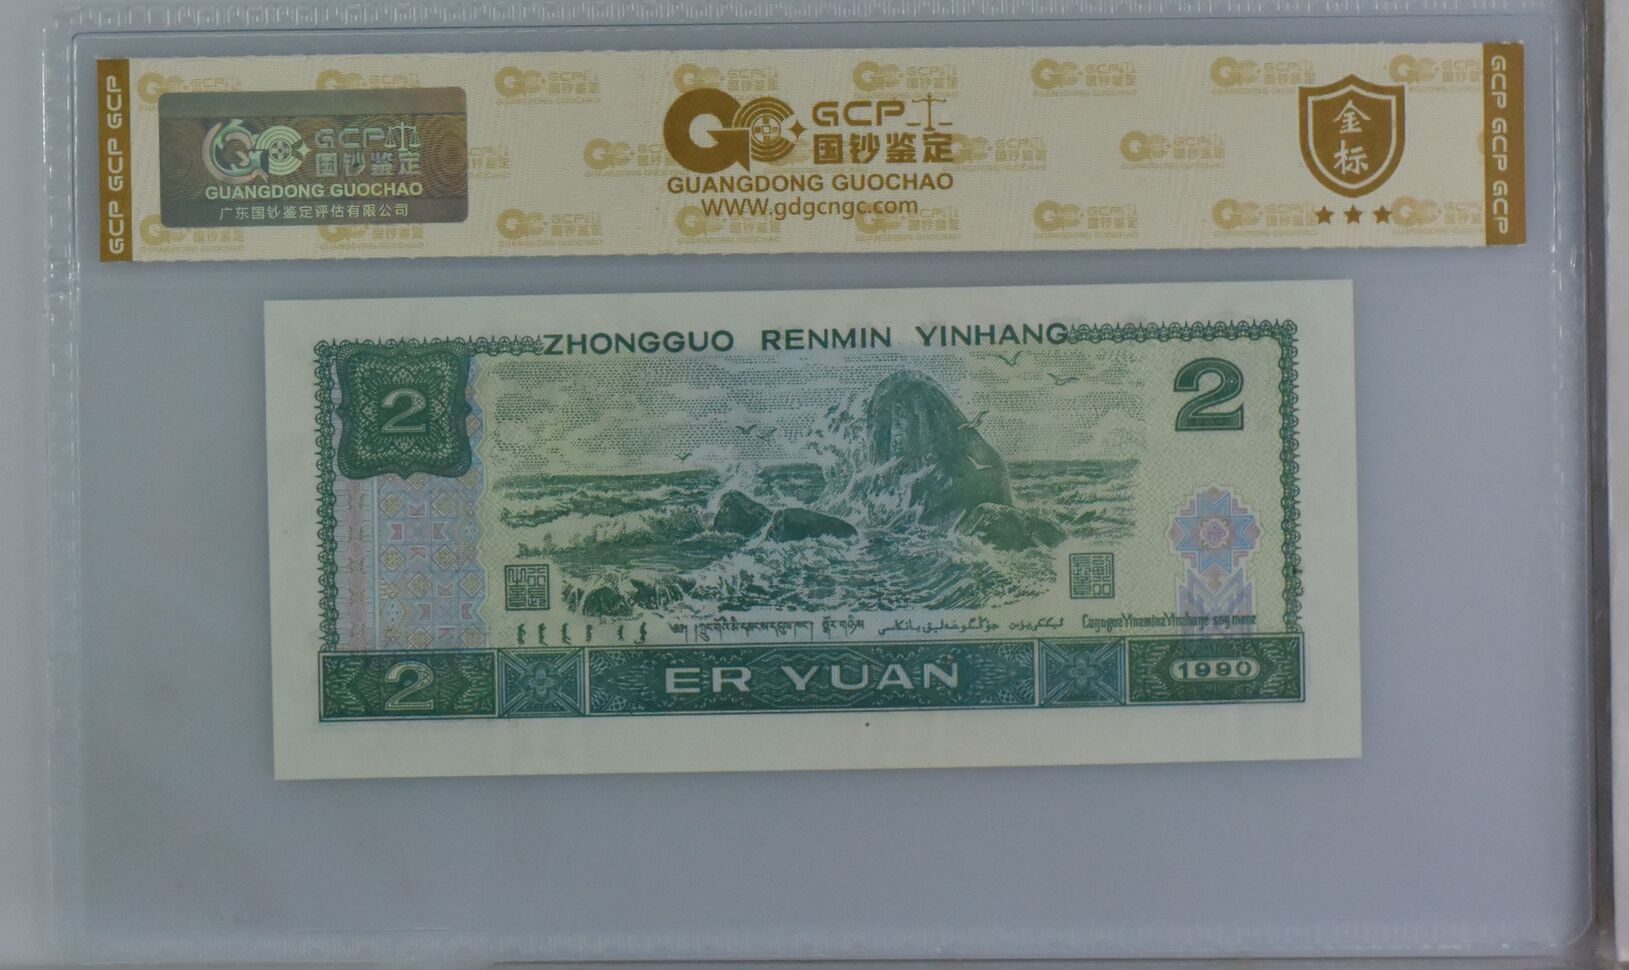 GCP GCP GCP
GCP
国钞鉴定
GUANGDONG GUOCHAO
广东国钞鉴定评估有限公司
GCP
国钞鉴定
GUANGDONG GUOCHAO
WWW.gdgcngc.com
金
标
GCP GCP GCP
ZHONGGUO RENMIN YINHANG
2
2
2
ER YUAN
1990